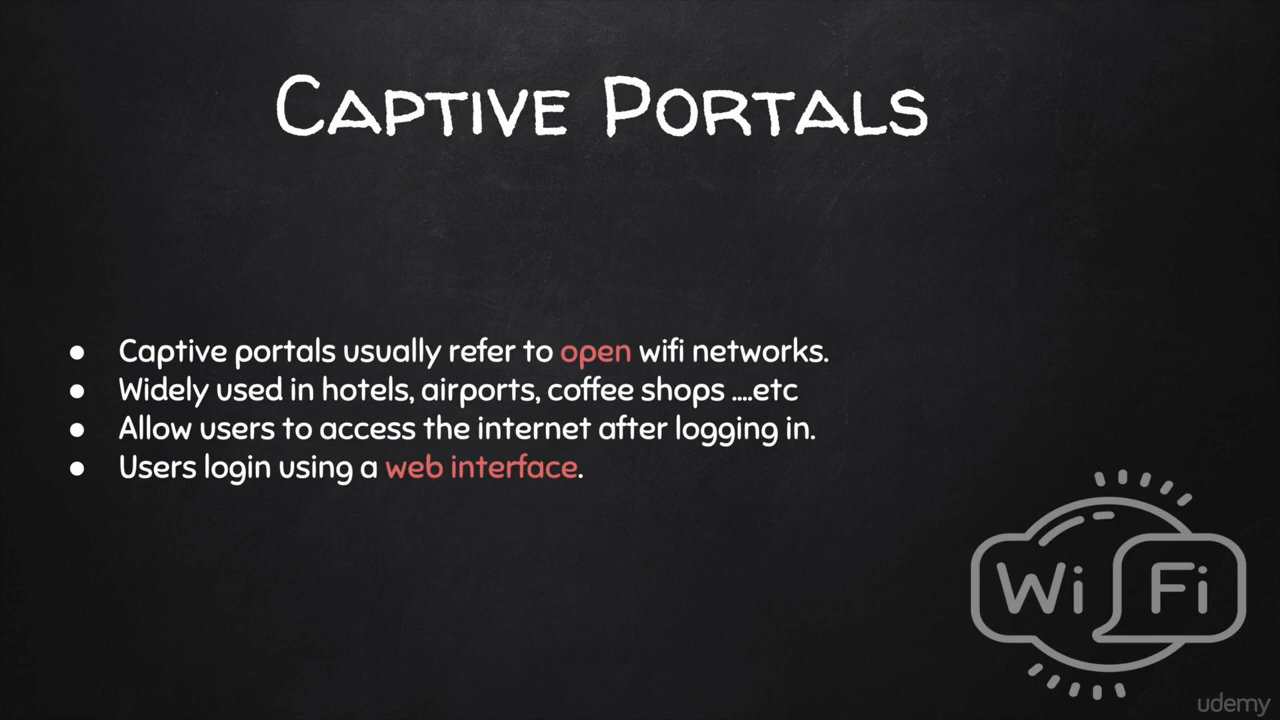 Captive Portals
● Captive portals usually refer to open wifi networks.
● Widely used in hotels, airports, coffee shops ....etc
● Allow users to access the internet after logging in.
● Users login using a web interface.
Wi Fi
udemy